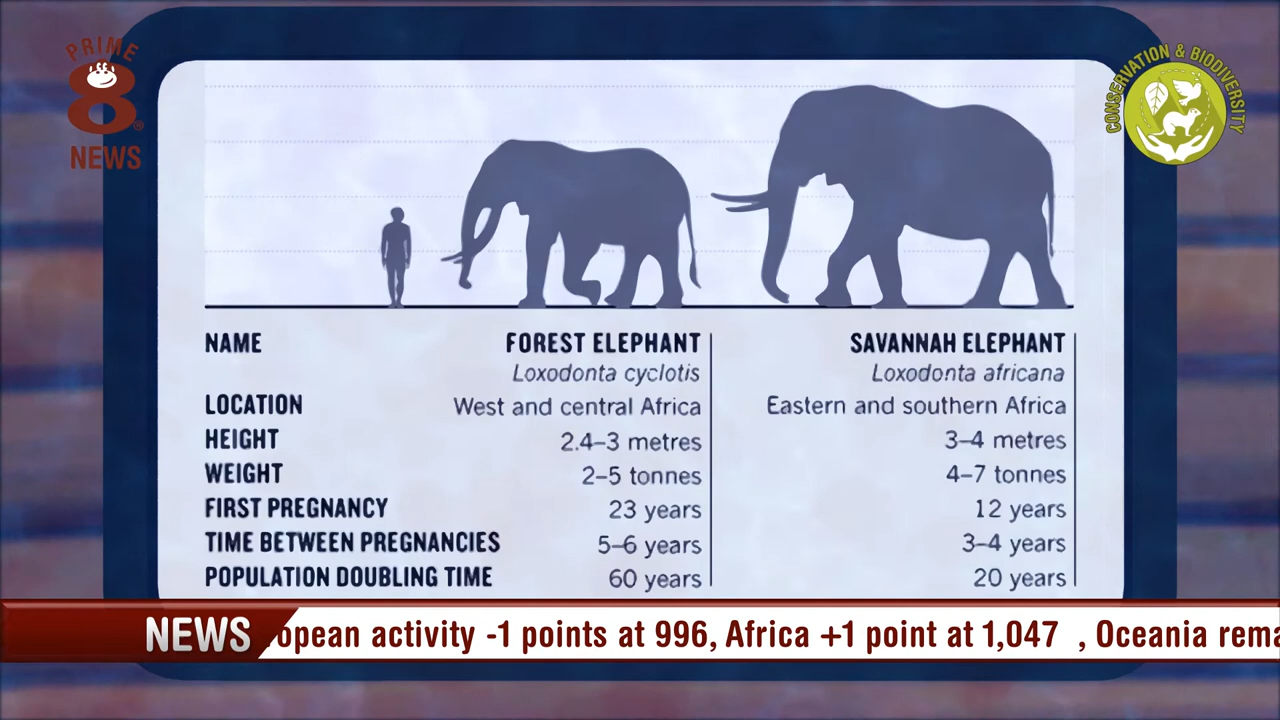 PRIME
8
®
NEWS
CONSERVATION & BIODIVERSITY
NAME FOREST ELEPHANT SAVANNAH ELEPHANT
Loxodonta cyclotis Loxodonta africana
LOCATION West and central Africa Eastern and southern Africa
HEIGHT 2.4–3 metres 3–4 metres
WEIGHT 2–5 tonnes 4–7 tonnes
FIRST PREGNANCY 23 years 12 years
TIME BETWEEN PREGNANCIES 5–6 years 3–4 years
POPULATION DOUBLING TIME 60 years 20 years
NEWS opean activity -1 points at 996, Africa +1 point at 1,047 , Oceania rema